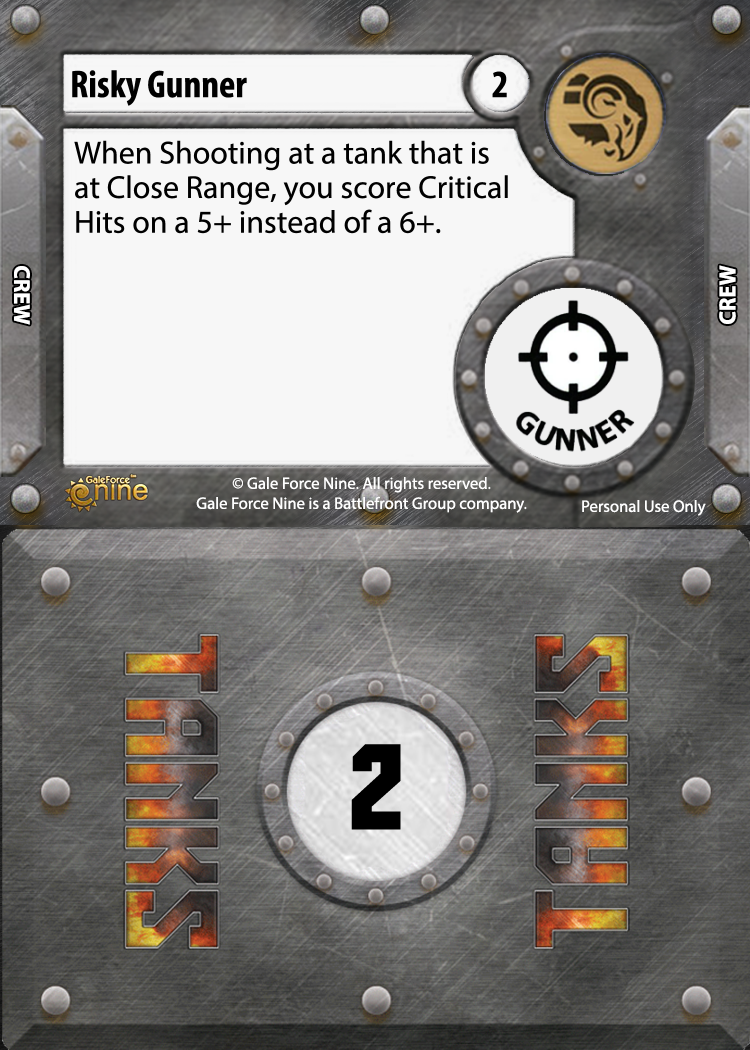 Risky Gunner
2
When Shooting at a tank that is
at Close Range, you score Critical
Hits on a 5+ instead of a 6+.
CREW
CREW
GUNNER
GaleForce™
nine
© Gale Force Nine. All rights reserved.
Gale Force Nine is a Battlefront Group company.
Personal Use Only
TANKS
2
TANKS